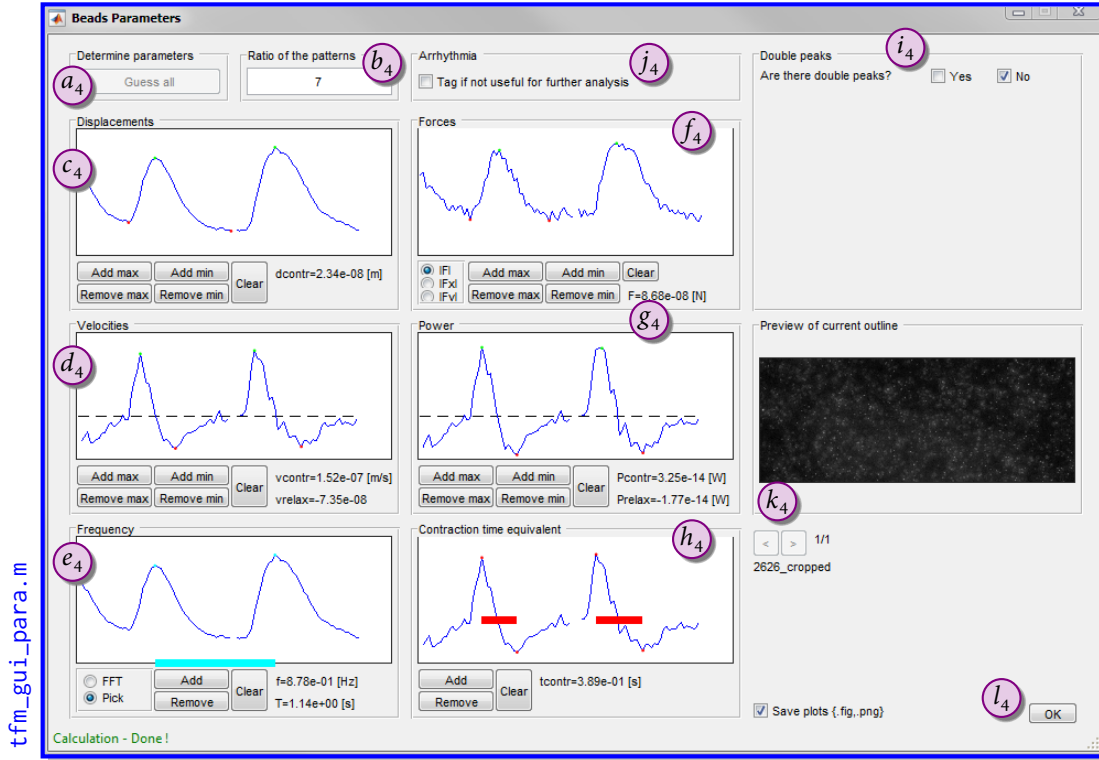 Beads Parameters
Determine parameters
a4
Guess all
Ratio of the patterns
b4
7
Arrhythmia
j4
Tag if not useful for further analysis
Double peaks
i4
Are there double peaks?
Yes
No
Displacements
c4
Add max
Add min
Clear
Remove max
Remove min
dcontr=2.34e-08 [m]
Forces
f4
|F|
|Fx|
|Fy|
Add max
Add min
Clear
Remove max
Remove min
F=8.68e-08 [N]
Velocities
d4
Add max
Add min
Clear
Remove max
Remove min
vcontr=1.52e-07 [m/s]
vrelax=-7.35e-08
Power
g4
Add max
Add min
Clear
Remove max
Remove min
Pcontr=3.25e-14 [W]
Prelax=-1.77e-14 [W]
Preview of current outline
k4
< > 1/1
2626_cropped
Frequency
e4
FFT
Pick
Add
Remove
Clear
f=8.78e-01 [Hz]
T=1.14e+00 [s]
Contraction time equivalent
h4
Add
Remove
Clear
tcontr=3.89e-01 [s]
Save plots {.fig,.png}
l4
OK
Calculation - Done !
tfm_gui_para.m